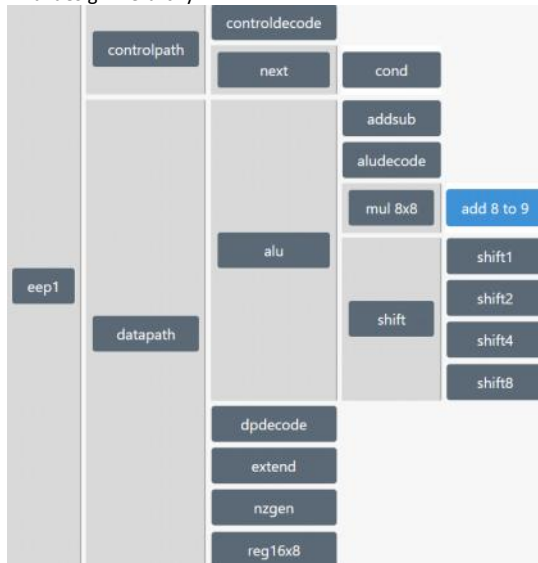 controldecode
controlpath
next
cond
addsub
aludecode
mul 8x8
add 8 to 9
alu
shift1
eep1
shift2
datapath
shift
shift4
shift8
dpdecode
extend
nzgen
reg16x8